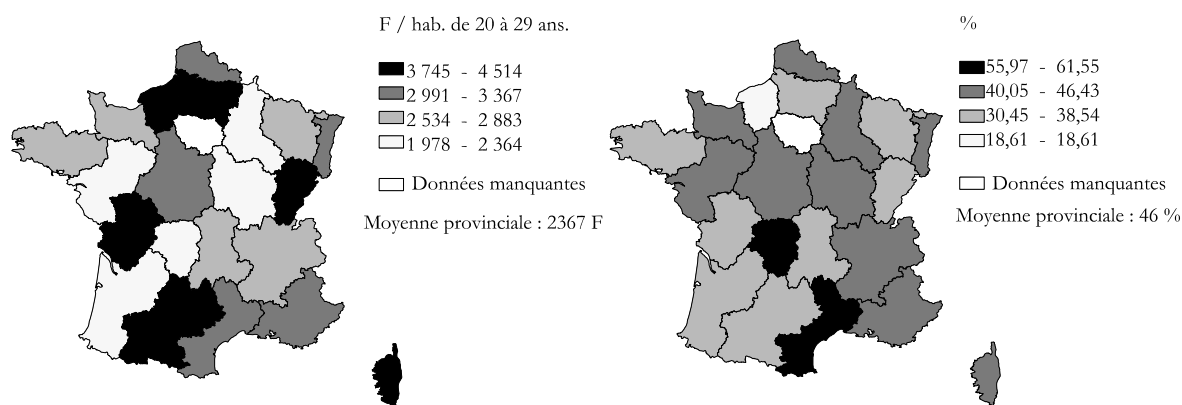 F / hab. de 20 à 29 ans.
3 745 - 4 514
2 991 - 3 367
2 534 - 2 883
1 978 - 2 364
Données manquantes
Moyenne provinciale : 2367 F
%
55,97 - 61,55
40,05 - 46,43
30,45 - 38,54
18,61 - 18,61
Données manquantes
Moyenne provinciale : 46 %